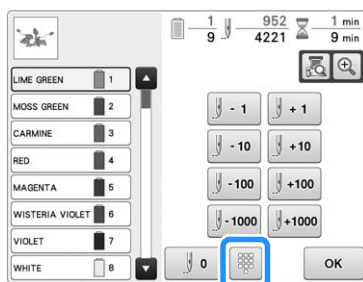 1 952 1 min
9 4221 9 min
LIME GREEN 1
MOSS GREEN 2
CARMINE 3
RED 4
MAGENTA 5
WISTERIA VIOLET 6
VIOLET 7
WHITE 8
- 1 + 1
- 10 +10
-100 +100
-1000 +1000
0 OK